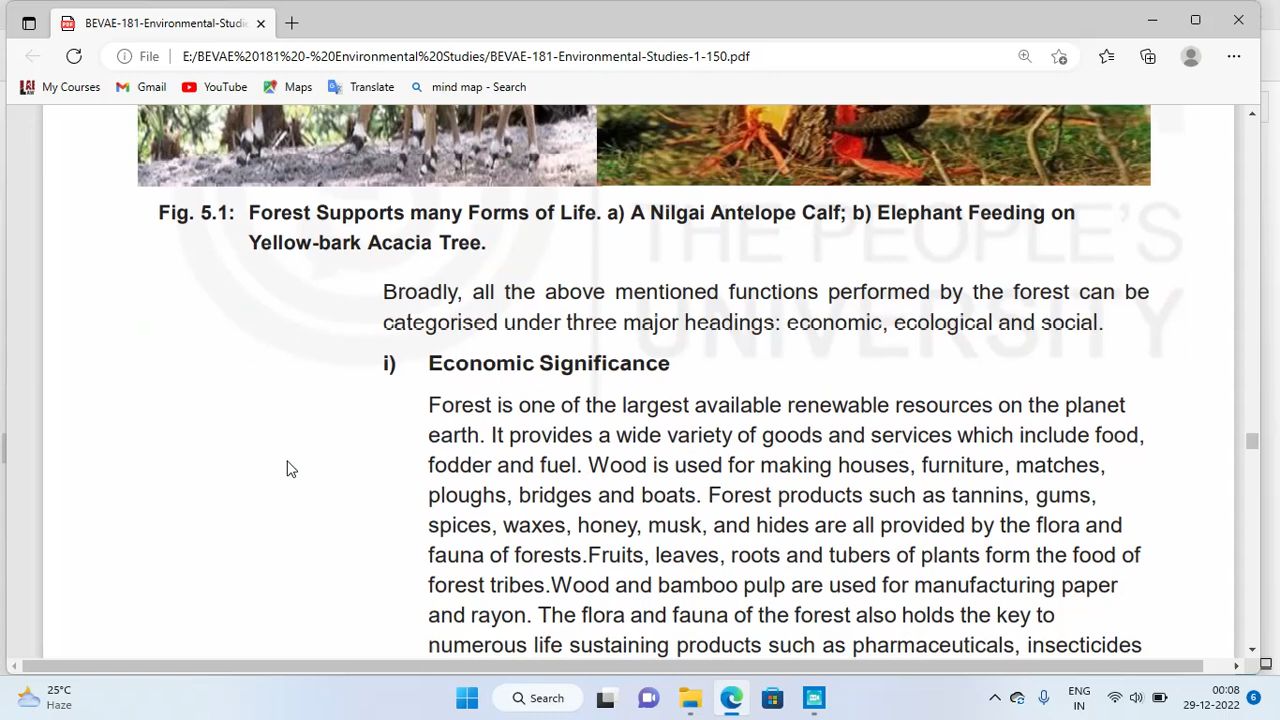 BEVAE-181-Environmental-Studie
File
E:/BEVAE%20181%20-%20Environmental%20Studies/BEVAE-181-Environmental-Studies-1-150.pdf
My Courses
Gmail
YouTube
Maps
Translate
mind map - Search
THE PEOPLE'S
UNIVERSITY
Fig. 5.1: Forest Supports many Forms of Life. a) A Nilgai Antelope Calf; b) Elephant Feeding on
Yellow-bark Acacia Tree.
Broadly, all the above mentioned functions performed by the forest can be
categorised under three major headings: economic, ecological and social.
i) Economic Significance
Forest is one of the largest available renewable resources on the planet
earth. It provides a wide variety of goods and services which include food,
fodder and fuel. Wood is used for making houses, furniture, matches,
ploughs, bridges and boats. Forest products such as tannins, gums,
spices, waxes, honey, musk, and hides are all provided by the flora and
fauna of forests.Fruits, leaves, roots and tubers of plants form the food of
forest tribes.Wood and bamboo pulp are used for manufacturing paper
and rayon. The flora and fauna of the forest also holds the key to
numerous life sustaining products such as pharmaceuticals, insecticides
25°C
Haze
Search
ENG
IN
00:08
29-12-2022
6